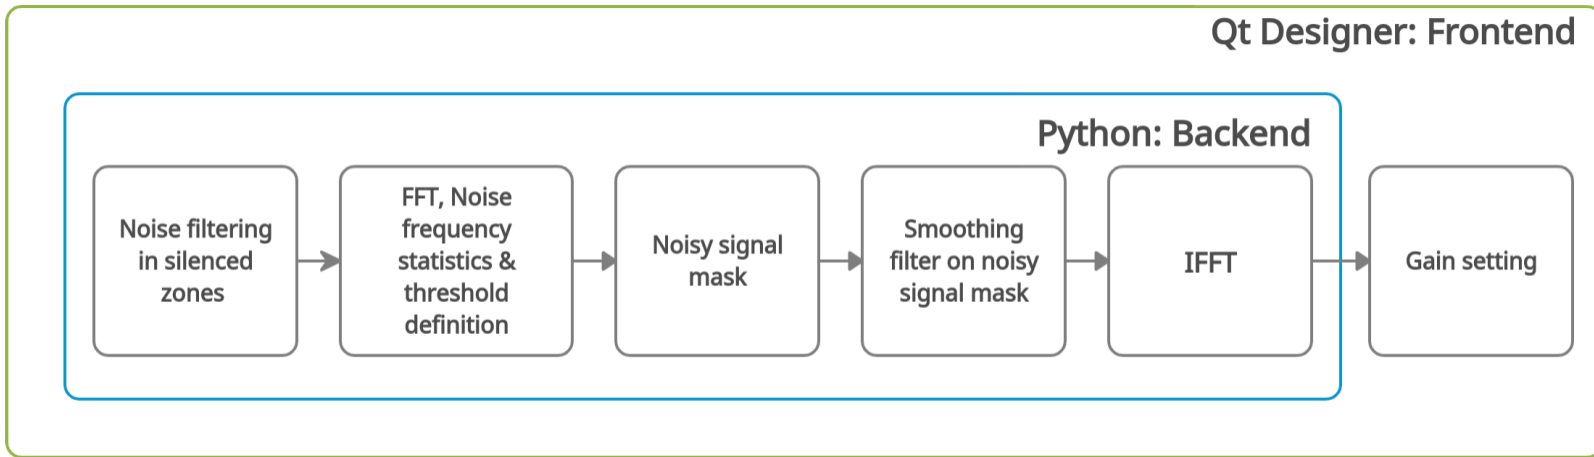 Qt Designer: Frontend
Python: Backend
Noise filtering
in silenced
zones
FFT, Noise
frequency
statistics &
threshold
definition
Noisy signal
mask
Smoothing
filter on noisy
signal mask
IFFT
Gain setting